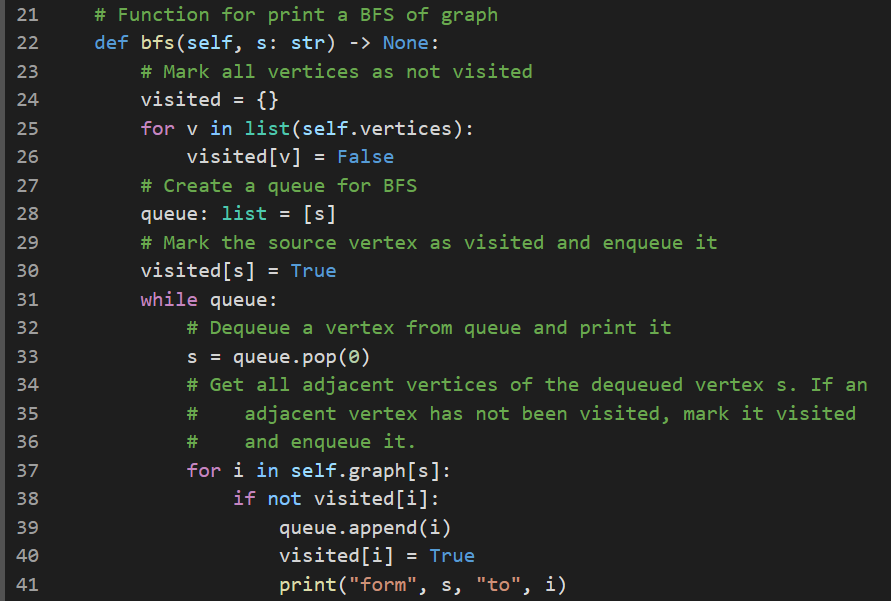 21 # Function for print a BFS of graph
22 def bfs(self, s: str) -> None:
23 # Mark all vertices as not visited
24 visited = {}
25 for v in list(self.vertices):
26 visited[v] = False
27 # Create a queue for BFS
28 queue: list = [s]
29 # Mark the source vertex as visited and enqueue it
30 visited[s] = True
31 while queue:
32 # Dequeue a vertex from queue and print it
33 s = queue.pop(0)
34 # Get all adjacent vertices of the dequeued vertex s. If an
35 #    adjacent vertex has not been visited, mark it visited
36 #    and enqueue it.
37 for i in self.graph[s]:
38 if not visited[i]:
39 queue.append(i)
40 visited[i] = True
41 print("form", s, "to", i)